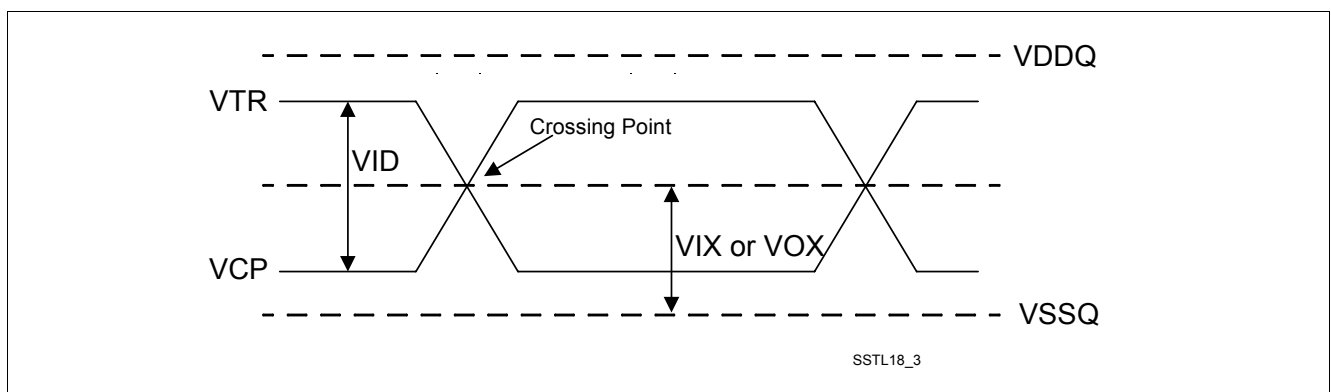 VDDQ
VTR
Crossing Point
VID
VIX or VOX
VCP
VSSQ
SSTL18_3